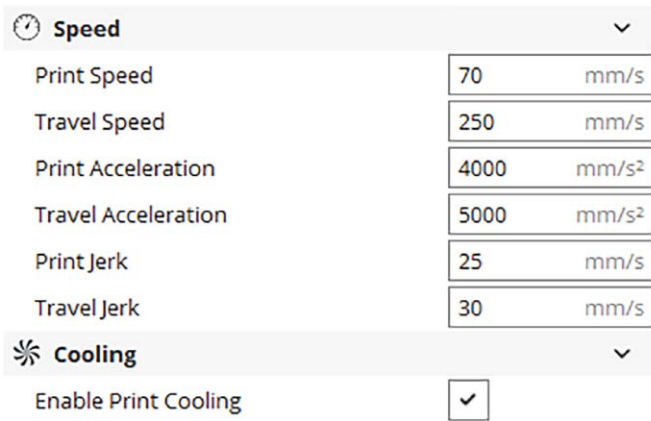 Speed
Print Speed 70 mm/s
Travel Speed 250 mm/s
Print Acceleration 4000 mm/s²
Travel Acceleration 5000 mm/s²
Print Jerk 25 mm/s
Travel Jerk 30 mm/s
Cooling
Enable Print Cooling